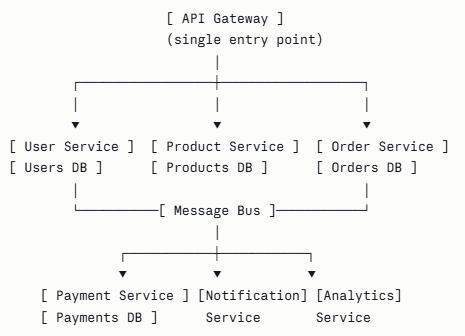 [ API Gateway ]
(single entry point)
[ User Service ] [ Product Service ] [ Order Service ]
[ Users DB ] [ Products DB ] [ Orders DB ]
[ Message Bus ]
[ Payment Service ] [Notification] [Analytics]
[ Payments DB ] Service Service